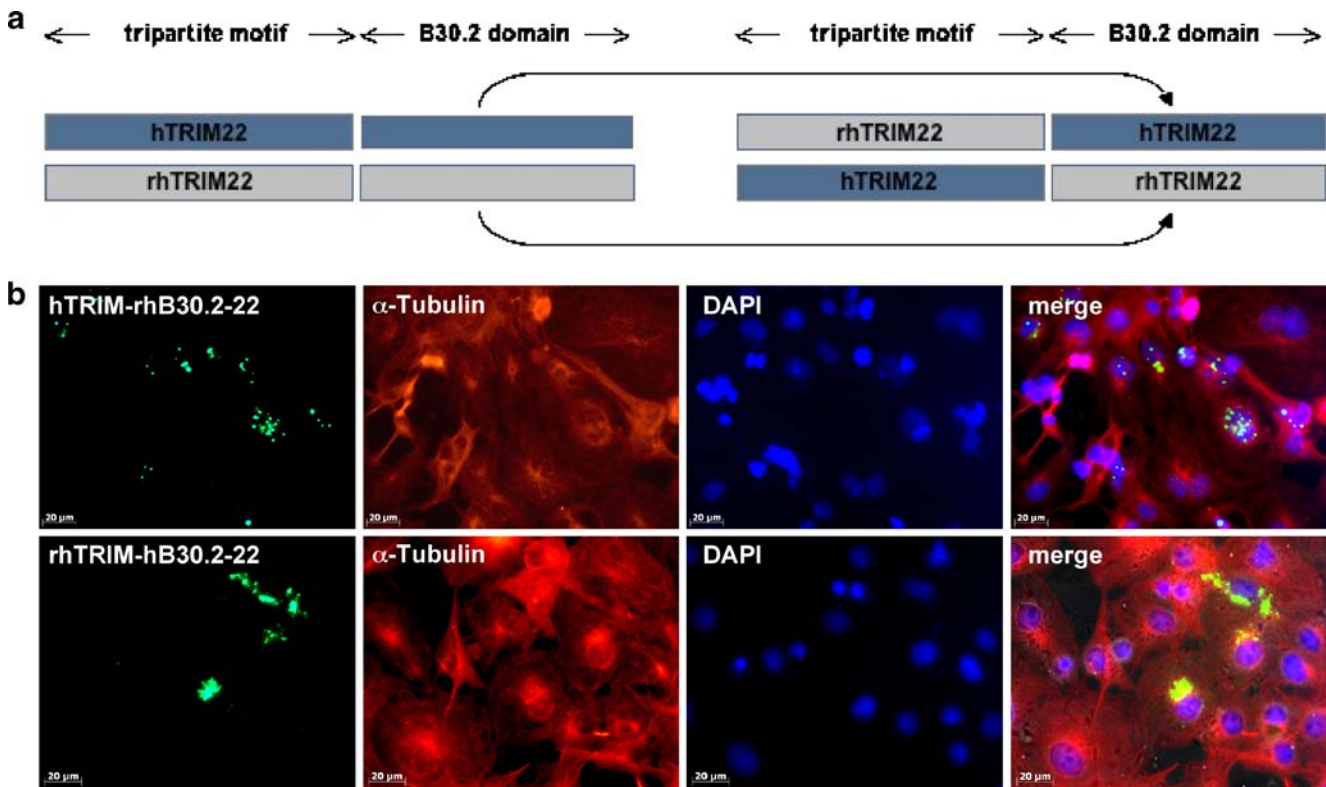 a
tripartite motif B30.2 domain tripartite motif B30.2 domain
hTRIM22 rhTRIM22 hTRIM22
rhTRIM22 hTRIM22 rhTRIM22
b
hTRIM-rhB30.2-22 α-Tubulin DAPI merge
20 μm 20 μm 20 μm 20 μm
rhTRIM-hB30.2-22 α-Tubulin DAPI merge
20 μm 20 μm 20 μm 20 μm